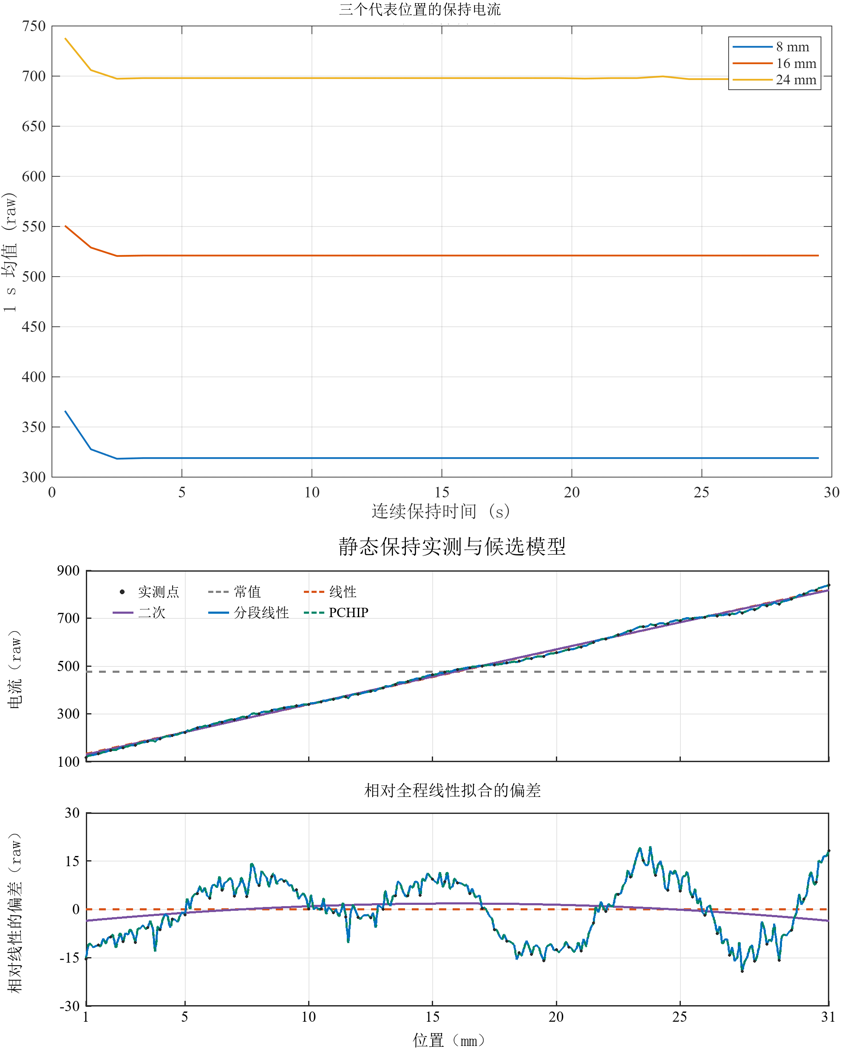 三个代表位置的保持电流
750
700
650
600
550
500
450
400
350
300
1 s 均值 (raw)
8 mm
16 mm
24 mm
0 5 10 15 20 25 30
连续保持时间 (s)
静态保持实测与候选模型
900
700
500
300
100
电流 (raw)
实测点 常值 线性
二次 分段线性 PCHIP
相对全程线性拟合的偏差
30
15
0
-15
-30
相对线性的偏差 (raw)
1 5 10 15 20 25 31
位置 (mm)